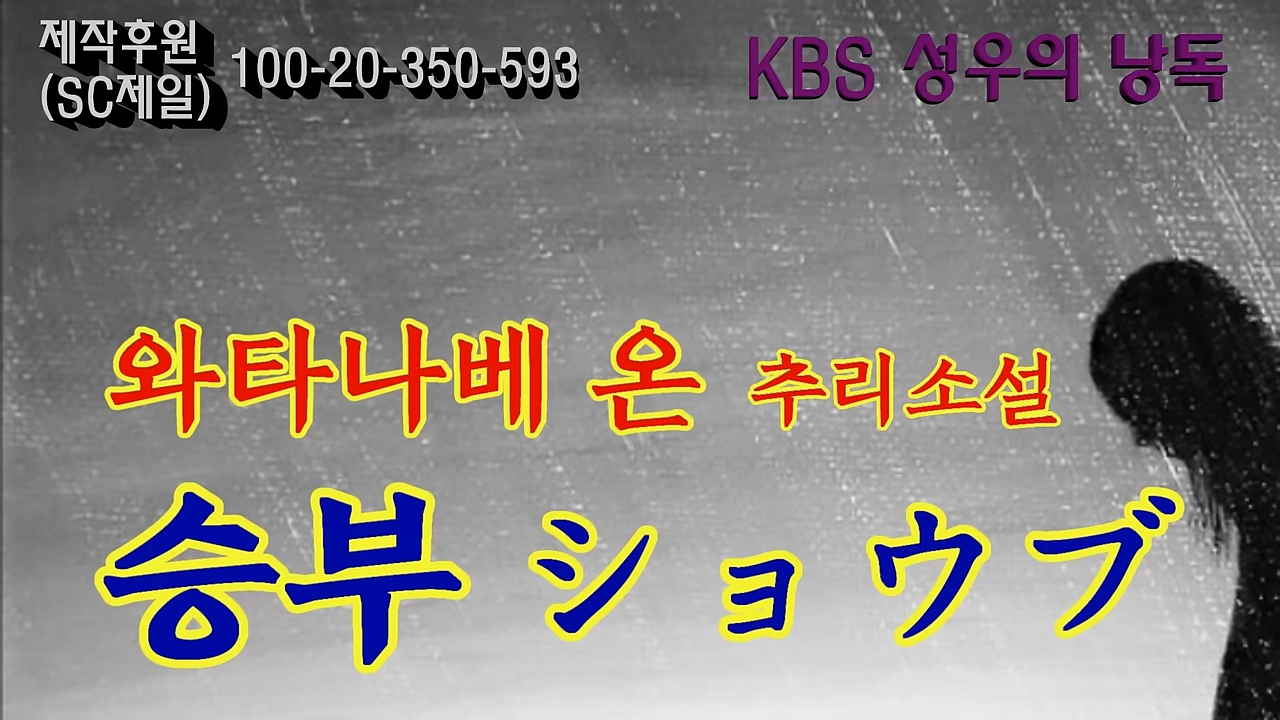 제작후원
(SC제일)
100-20-350-593
KBS 성우의 낭독
와타나베 온 추리소설
승부 ショウブ